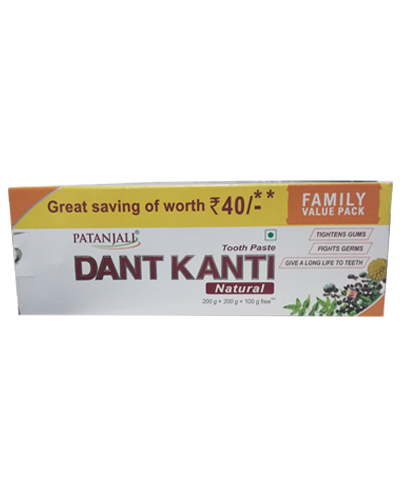 Great saving of worth ₹40/-**
FAMILY
VALUE PACK
PATANJALI®
Tooth Paste
DANT KANTI
Natural
200 g + 200 g + 100 g free**
TIGHTENS GUMS
FIGHTS GERMS
GIVE A LONG LIFE TO TEETH